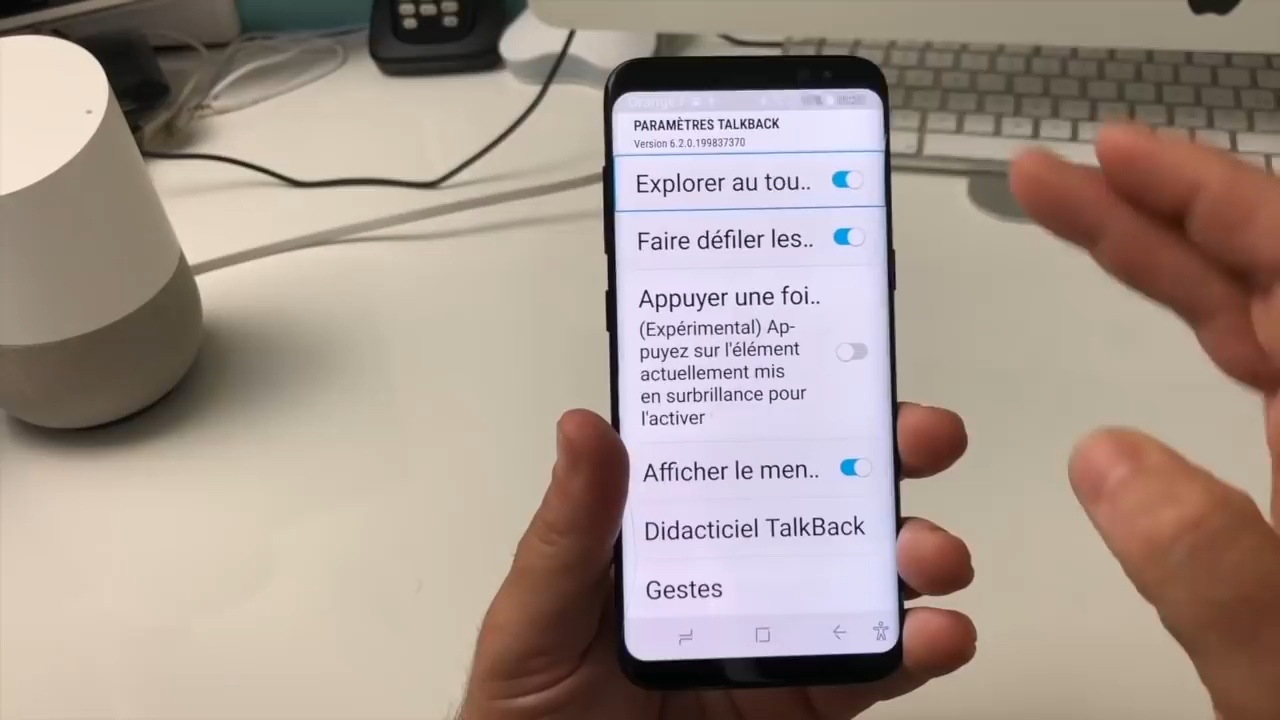 Orange F
PARAMÈTRES TALKBACK
Version 6.2.0.199837370
Explorer au tou..
Faire défiler les..
Appuyer une foi..
(Expérimental) Ap-
puyez sur l'élément
actuellement mis
en surbrillance pour
l'activer
Afficher le men..
Didacticiel TalkBack
Gestes